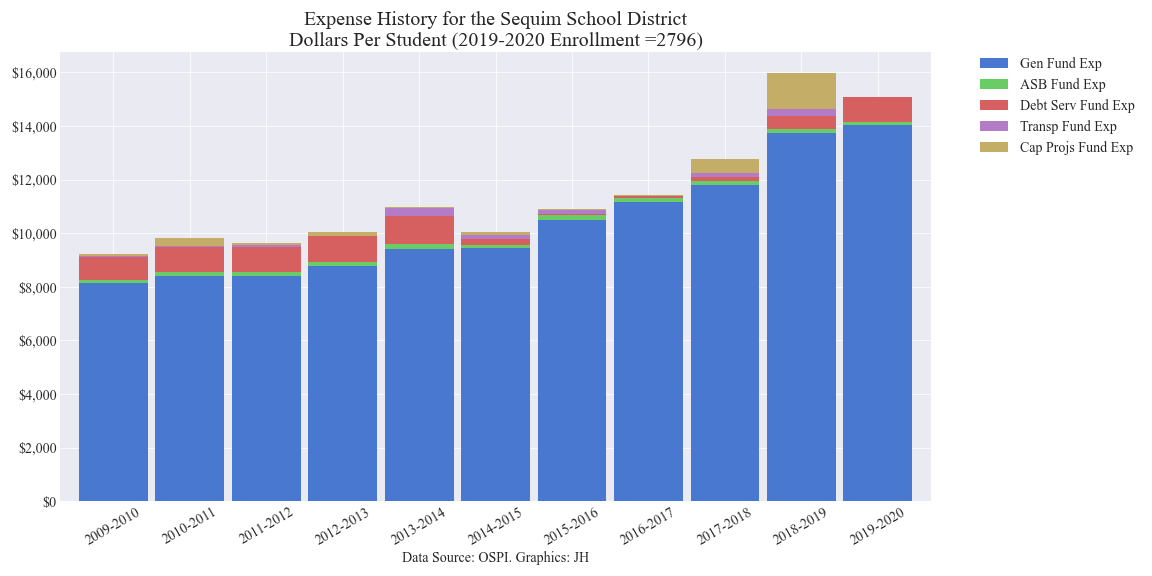 Expense History for the Sequim School District
Dollars Per Student (2019-2020 Enrollment =2796)
Gen Fund Exp
ASB Fund Exp
Debt Serv Fund Exp
Transp Fund Exp
Cap Projs Fund Exp
$16,000
$14,000
$12,000
$10,000
$8,000
$6,000
$4,000
$2,000
$0
2009-2010
2010-2011
2011-2012
2012-2013
2013-2014
2014-2015
2015-2016
2016-2017
2017-2018
2018-2019
2019-2020
Data Source: OSPI. Graphics: JH